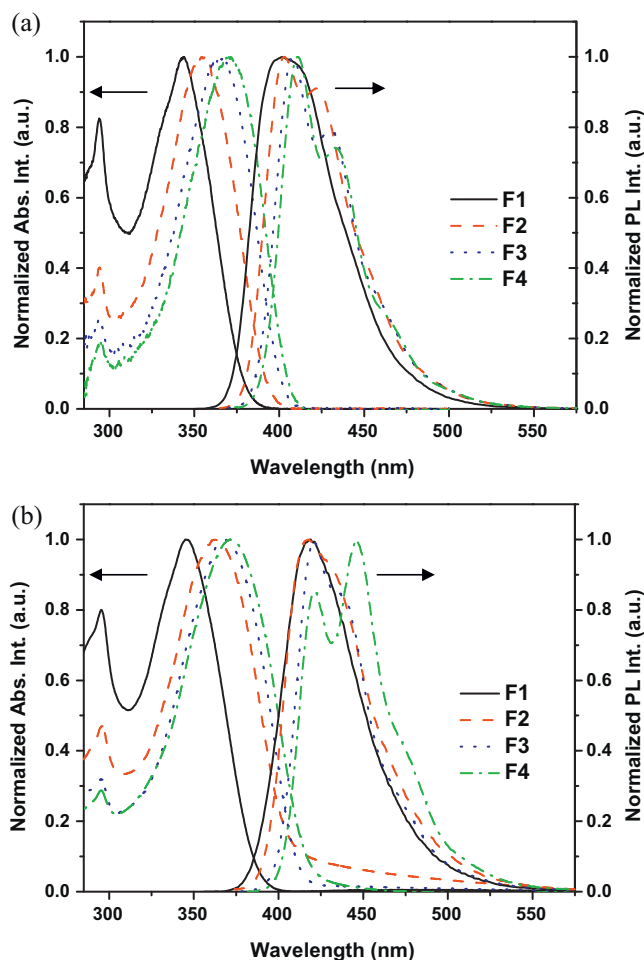 (a)
Normalized Abs. Int. (a.u.)
1.0
0.8
0.6
0.4
0.2
0.0
F1
F2
F3
F4
1.0
0.8
0.6
0.4
0.2
0.0
Normalized PL Int. (a.u.)
300 350 400 450 500 550
Wavelength (nm)
(b)
Normalized Abs. Int. (a.u.)
1.0
0.8
0.6
0.4
0.2
0.0
F1
F2
F3
F4
1.0
0.8
0.6
0.4
0.2
0.0
Normalized PL Int. (a.u.)
300 350 400 450 500 550
Wavelength (nm)